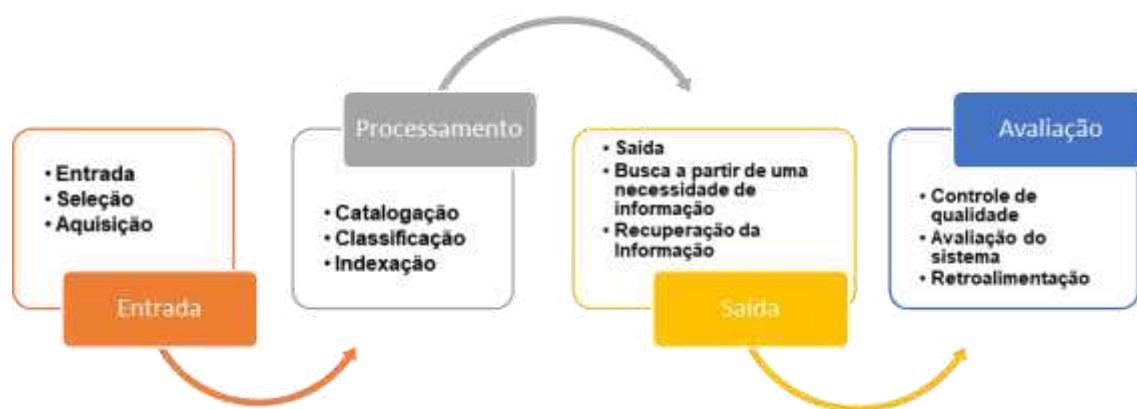 • Entrada
• Seleção
• Aquisição
Entrada
Processamento
• Catalogação
• Classificação
• Indexação
• Saída
• Busca a partir de uma
necessidade de
informação
• Recuperação da
Informação
Saída
Avaliação
• Controle de
qualidade
• Avaliação do
sistema
• Retroalimentação